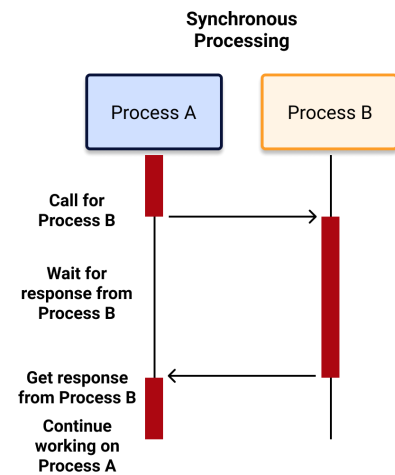 Synchronous
Processing
Process A
Process B
Call for
Process B
Wait for
response from
Process B
Get response
from Process B
Continue
working on
Process A